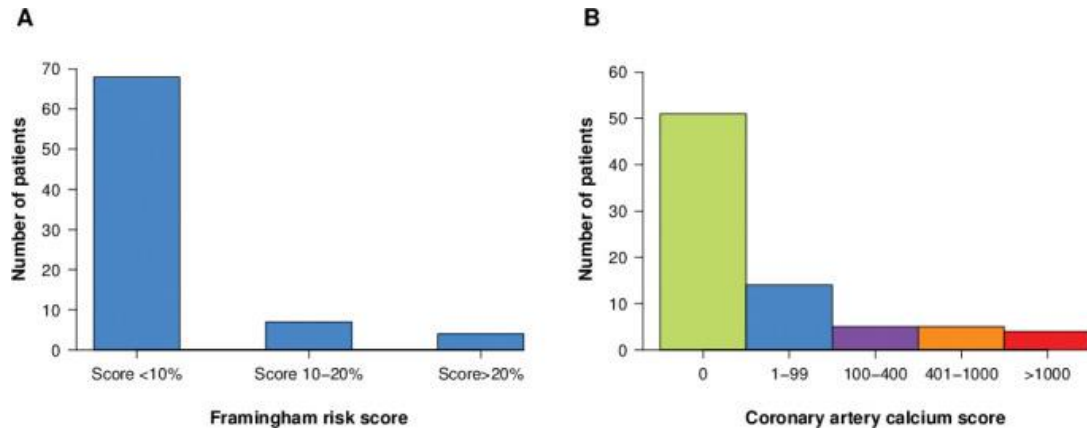 A
Number of patients
70
60
50
40
30
20
10
0
Score <10%
Score 10–20%
Score>20%
Framingham risk score
B
Number of patients
60
50
40
30
20
10
0
0
1–99
100–400
401–1000
>1000
Coronary artery calcium score